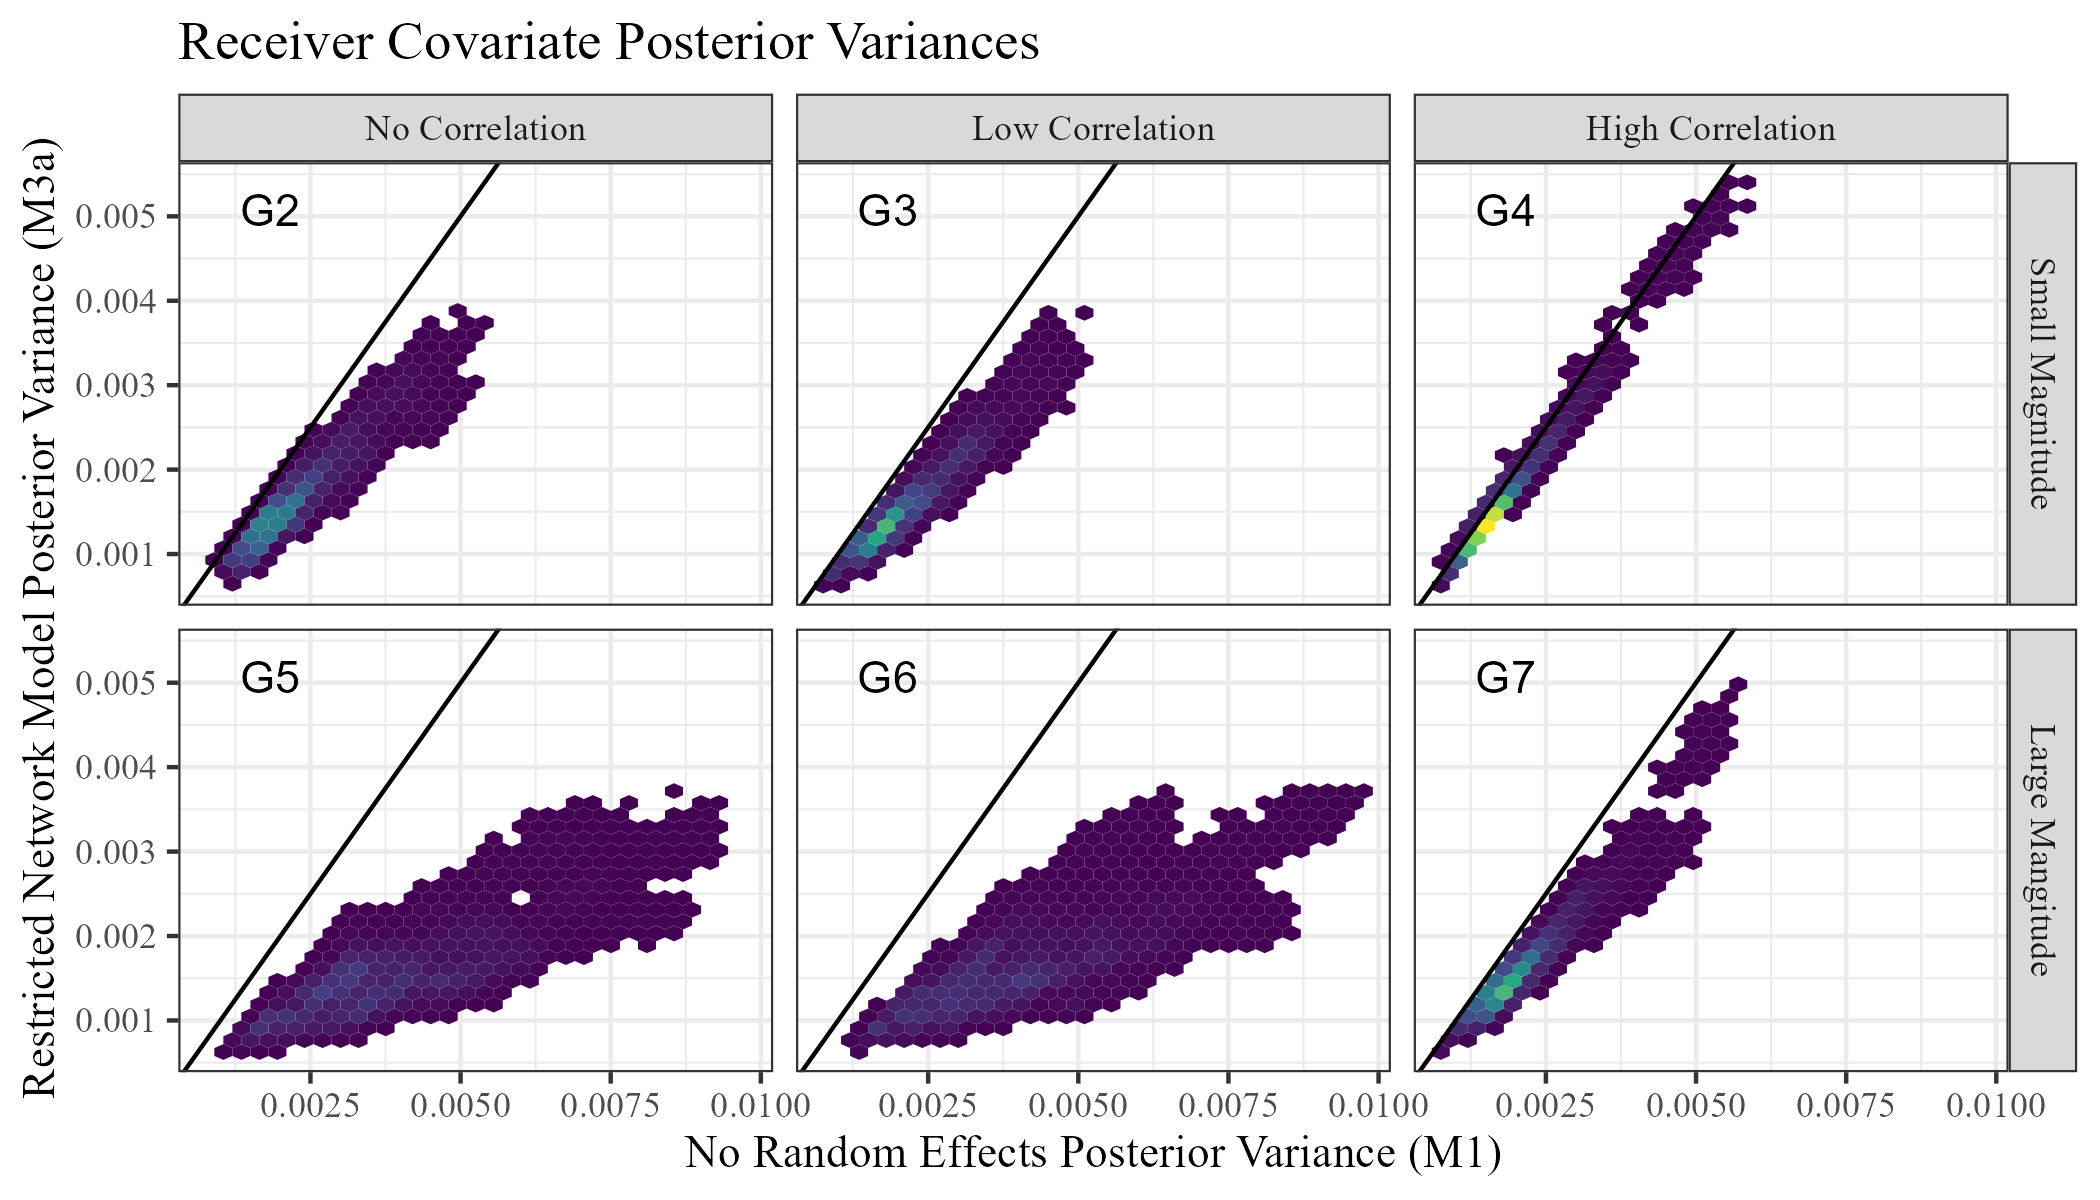 Receiver Covariate Posterior Variances
No Correlation
Low Correlation
High Correlation
Restricted Network Model Posterior Variance (M3a)
0.005
0.004
0.003
0.002
0.001
G2
G3
G4
Small Magnitude
0.005
0.004
0.003
0.002
0.001
G5
G6
G7
Large Mangitude
0.0025 0.0050 0.0075 0.0100
0.0025 0.0050 0.0075 0.0100
0.0025 0.0050 0.0075 0.0100
No Random Effects Posterior Variance (M1)